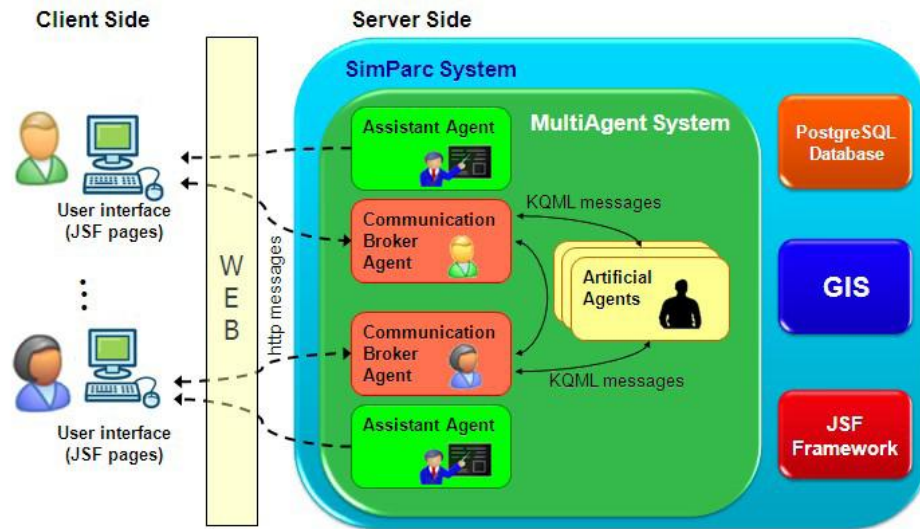 Client Side
Server Side
SimParc System
MultiAgent System
Assistant Agent
PostgreSQL
Database
User interface
(JSF pages)
Communication
Broker
Agent
KQML messages
WEB
http messages
Artificial
Agents
GIS
Communication
Broker
Agent
KQML messages
User interface
(JSF pages)
Assistant Agent
JSF
Framework